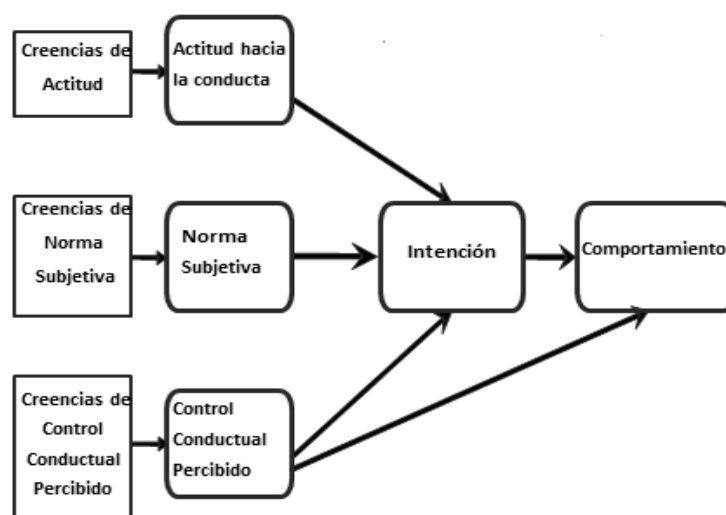 Creencias de
Actitud
Actitud hacia
la conducta
Creencias de
Norma
Subjetiva
Norma
Subjetiva
Intención
Comportamiento
Creencias de
Control
Conductual
Percibido
Control
Conductual
Percibido